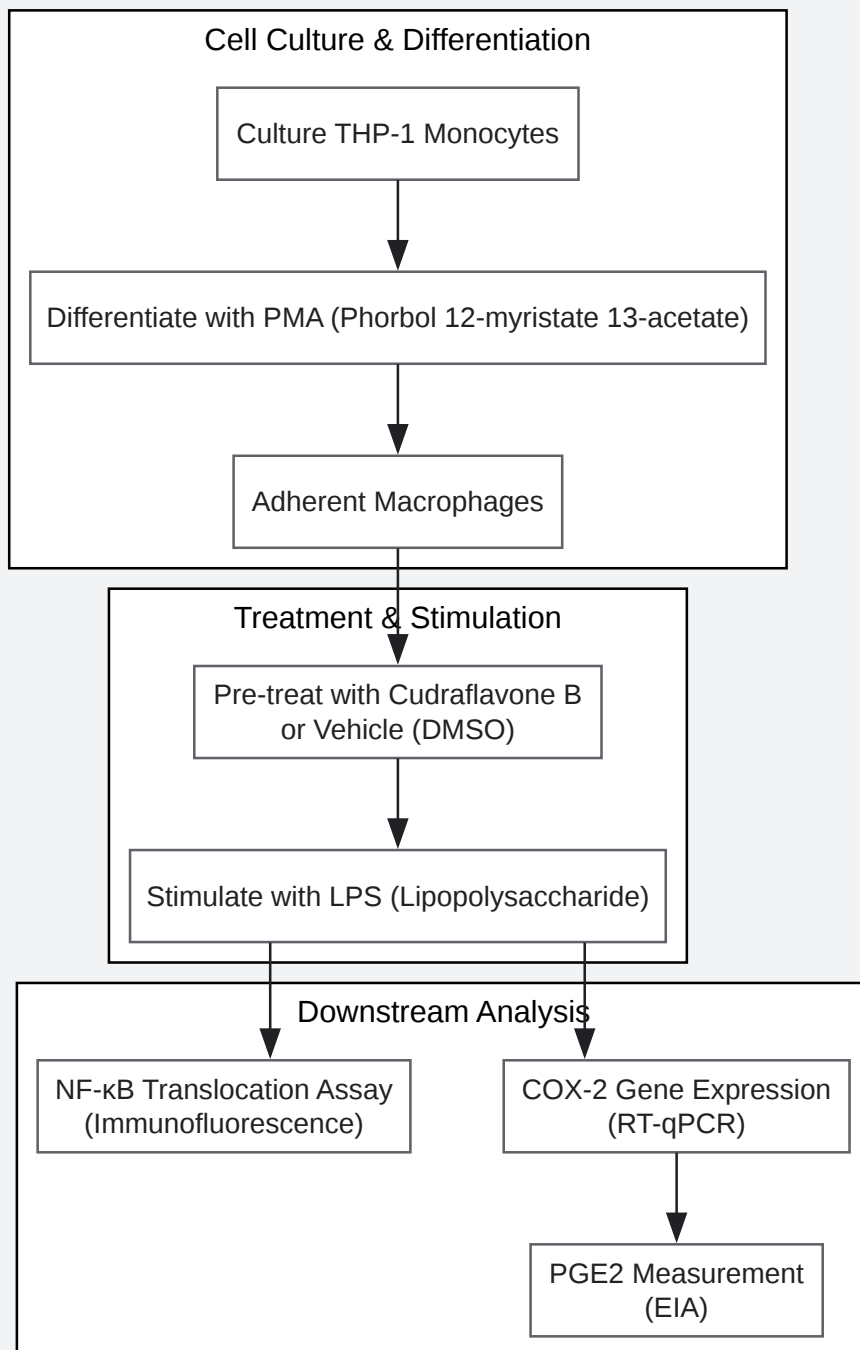 Cell Culture & Differentiation
Culture THP-1 Monocytes
Differentiate with PMA (Phorbol 12-myristate 13-acetate)
Adherent Macrophages
Treatment & Stimulation
Pre-treat with Cudraflavone B
or Vehicle (DMSO)
Stimulate with LPS (Lipopolysaccharide)
Downstream Analysis
NF-κB Translocation Assay
(Immunofluorescence)
COX-2 Gene Expression
(RT-qPCR)
PGE2 Measurement
(EIA)